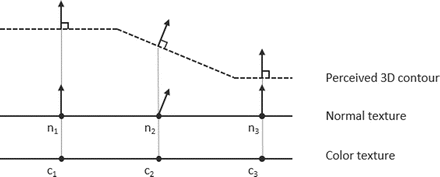 Perceived 3D contour
n1 n2 n3 Normal texture
c1 c2 c3 Color texture